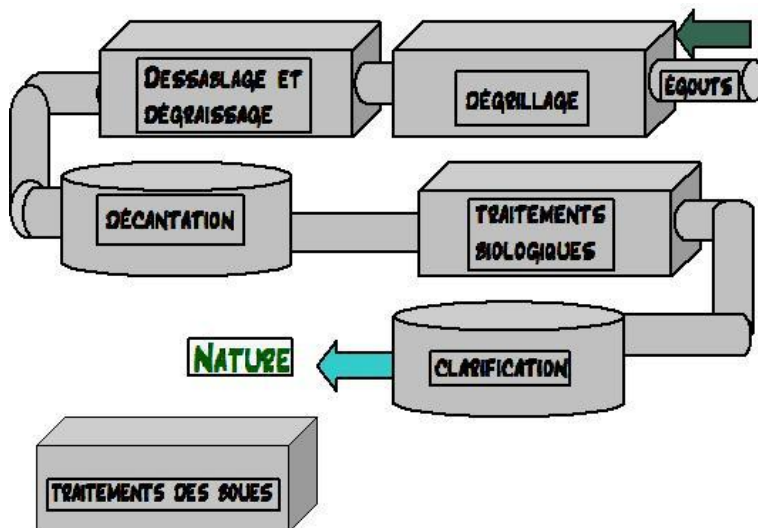 DESSABLAGE ET
DÉGRAISSAGE
DÉGRILLAGE
ÉGOUTS
DÉCANTATION
TRAITEMENTS
BIOLOGIQUES
NATURE
CLARIFICATION
TRAITEMENTS DES BOUES